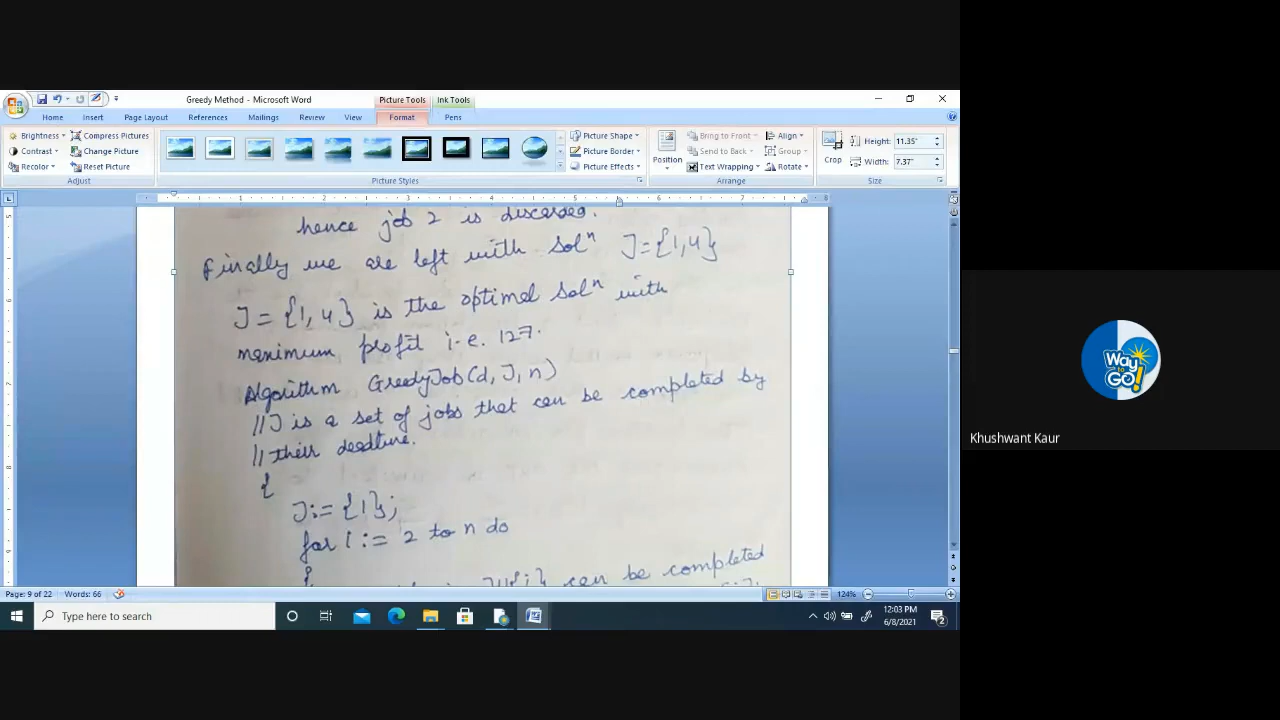 Greedy Method - Microsoft Word
Picture Tools
Ink Tools
Home Insert Page Layout References Mailings Review View Format Pens
Brightness Compress Pictures
Contrast Change Picture
Recolor Reset Picture
Adjust
Picture Styles
Picture Shape
Picture Border
Picture Effects
Position
Bring to Front Align
Send to Back Group
Text Wrapping Rotate
Arrange
Crop
Height: 11.35"
Width: 7.37"
Size
hence job 2 is discarded.
Finally we are left with solⁿ J={1,4}
J = {1, 4} is the optimal solⁿ with
maximum profit i.e. 127.
Algorithm GreedyJob(d, J, n)
//J is a set of jobs that can be completed by
// their deadline.
{
J:= {1};
for i := 2 to n do
{
can be completed
Page: 9 of 22 Words: 66
124%
Type here to search
12:03 PM
6/8/2021
2
Way to GO!
Khushwant Kaur